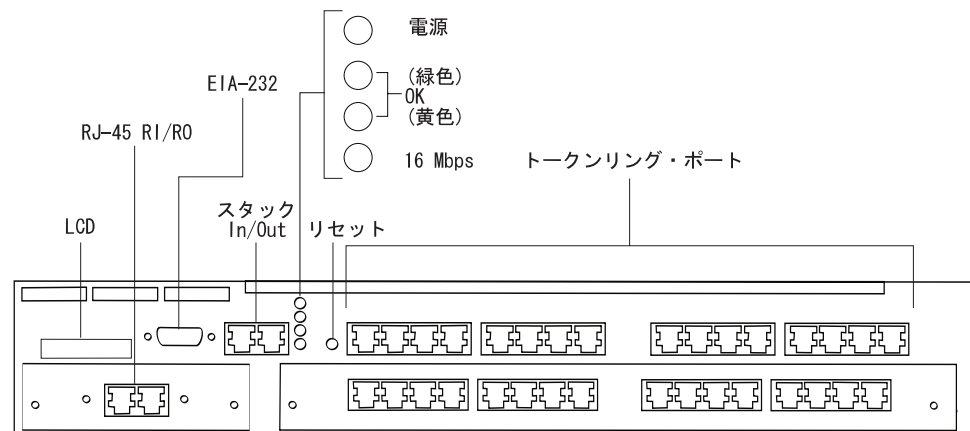 電源
(緑色)
OK
(黄色)
16 Mbps
EIA-232
RJ-45 RI/RO
トークンリング・ポート
スタック
In/Out
リセット
LCD